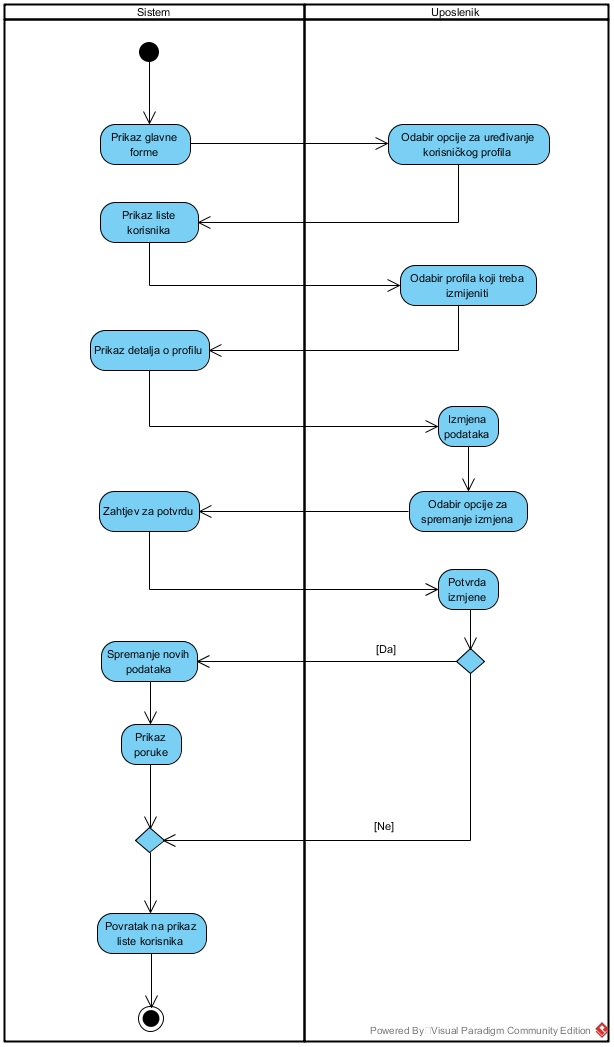 Sistem
Uposlenik
Prikaz glavne
forme
Odabir opcije za uređivanje
korisničkog profila
Prikaz liste
korisnika
Odabir profila koji treba
izmijeniti
Prikaz detalja o profilu
Izmjena
podataka
Zahtjev za potvrdu
Odabir opcije za
spremanje izmjena
Potvrda
izmjene
[Da]
Spremanje novih
podataka
Prikaz
poruke
[Ne]
Povratak na prikaz
liste korisnika
Powered By Visual Paradigm Community Edition